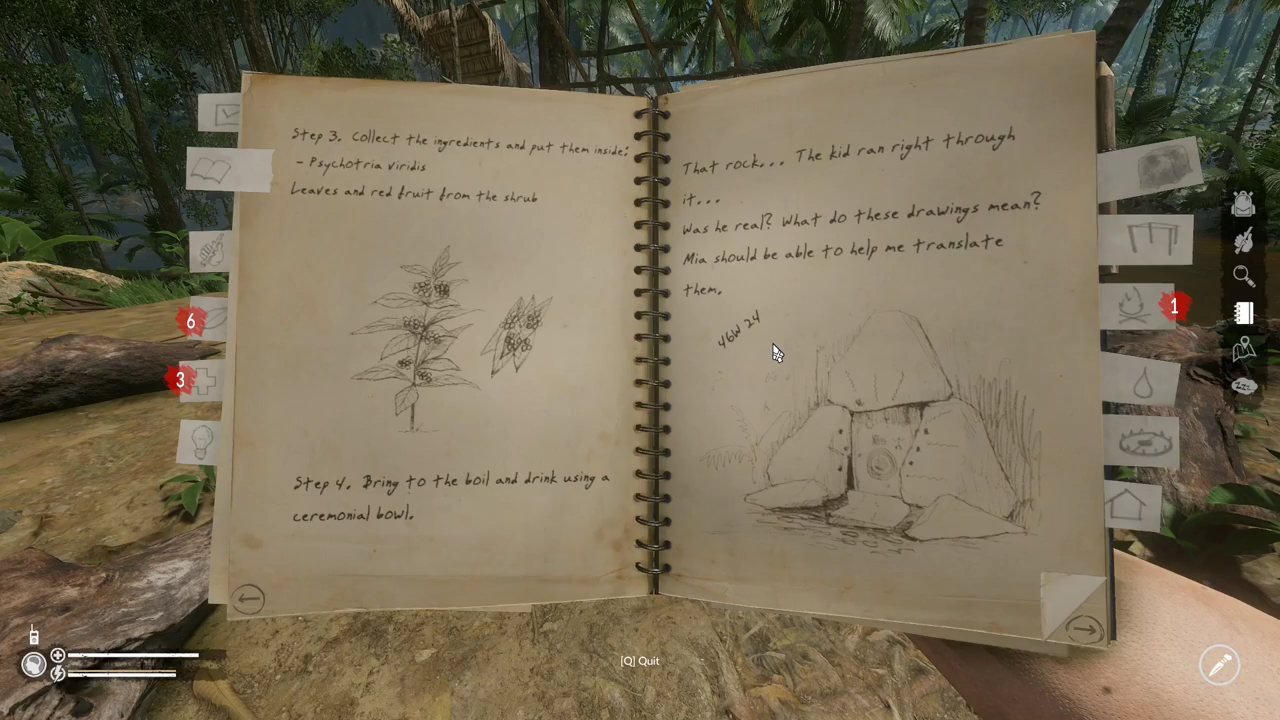 Step 3. Collect the ingredients and put them inside:
- Psychotria viridis
Leaves and red fruit from the shrub
Step 4. Bring to the boil and drink using a
ceremonial bowl.
That rock... The kid ran right through
it...
Was he real? What do these drawings mean?
Mia should be able to help me translate
them.
46W 24
6
3
1
Zzz
[Q] Quit